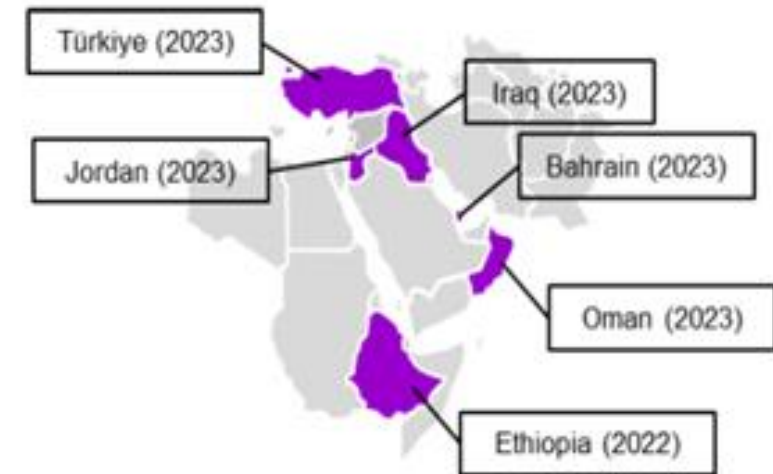 Türkiye (2023)
Iraq (2023)
Jordan (2023)
Bahrain (2023)
Oman (2023)
Ethiopia (2022)